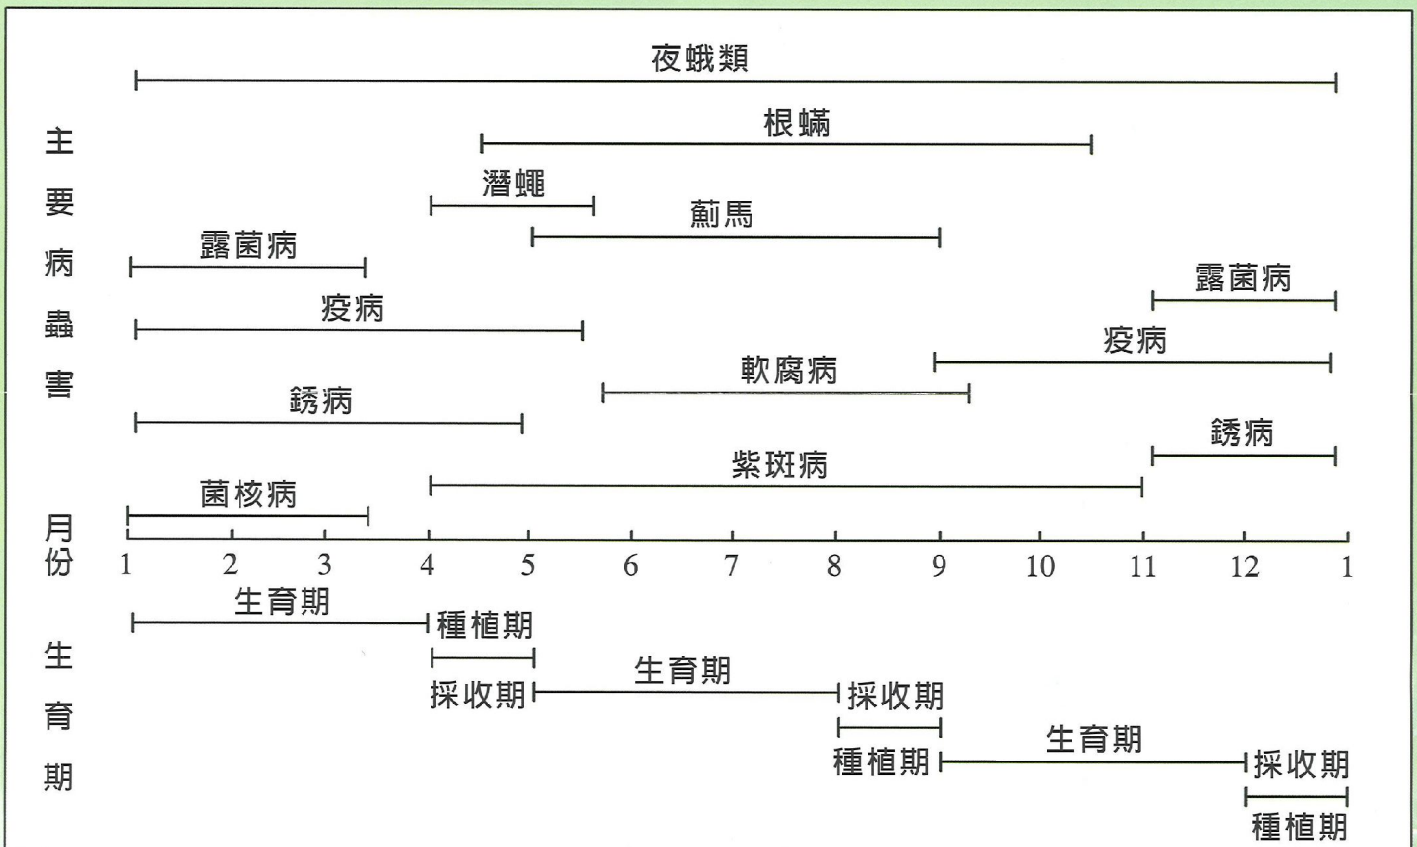 夜蛾類
主要病蟲害
根蟎
潛蠅
薊馬
露菌病
露菌病
疫病
疫病
軟腐病
銹病
銹病
紫斑病
菌核病
月份
1 2 3 4 5 6 7 8 9 10 11 12 1
生育期
生育期
種植期
生育期
採收期
採收期
生育期
種植期
採收期
種植期